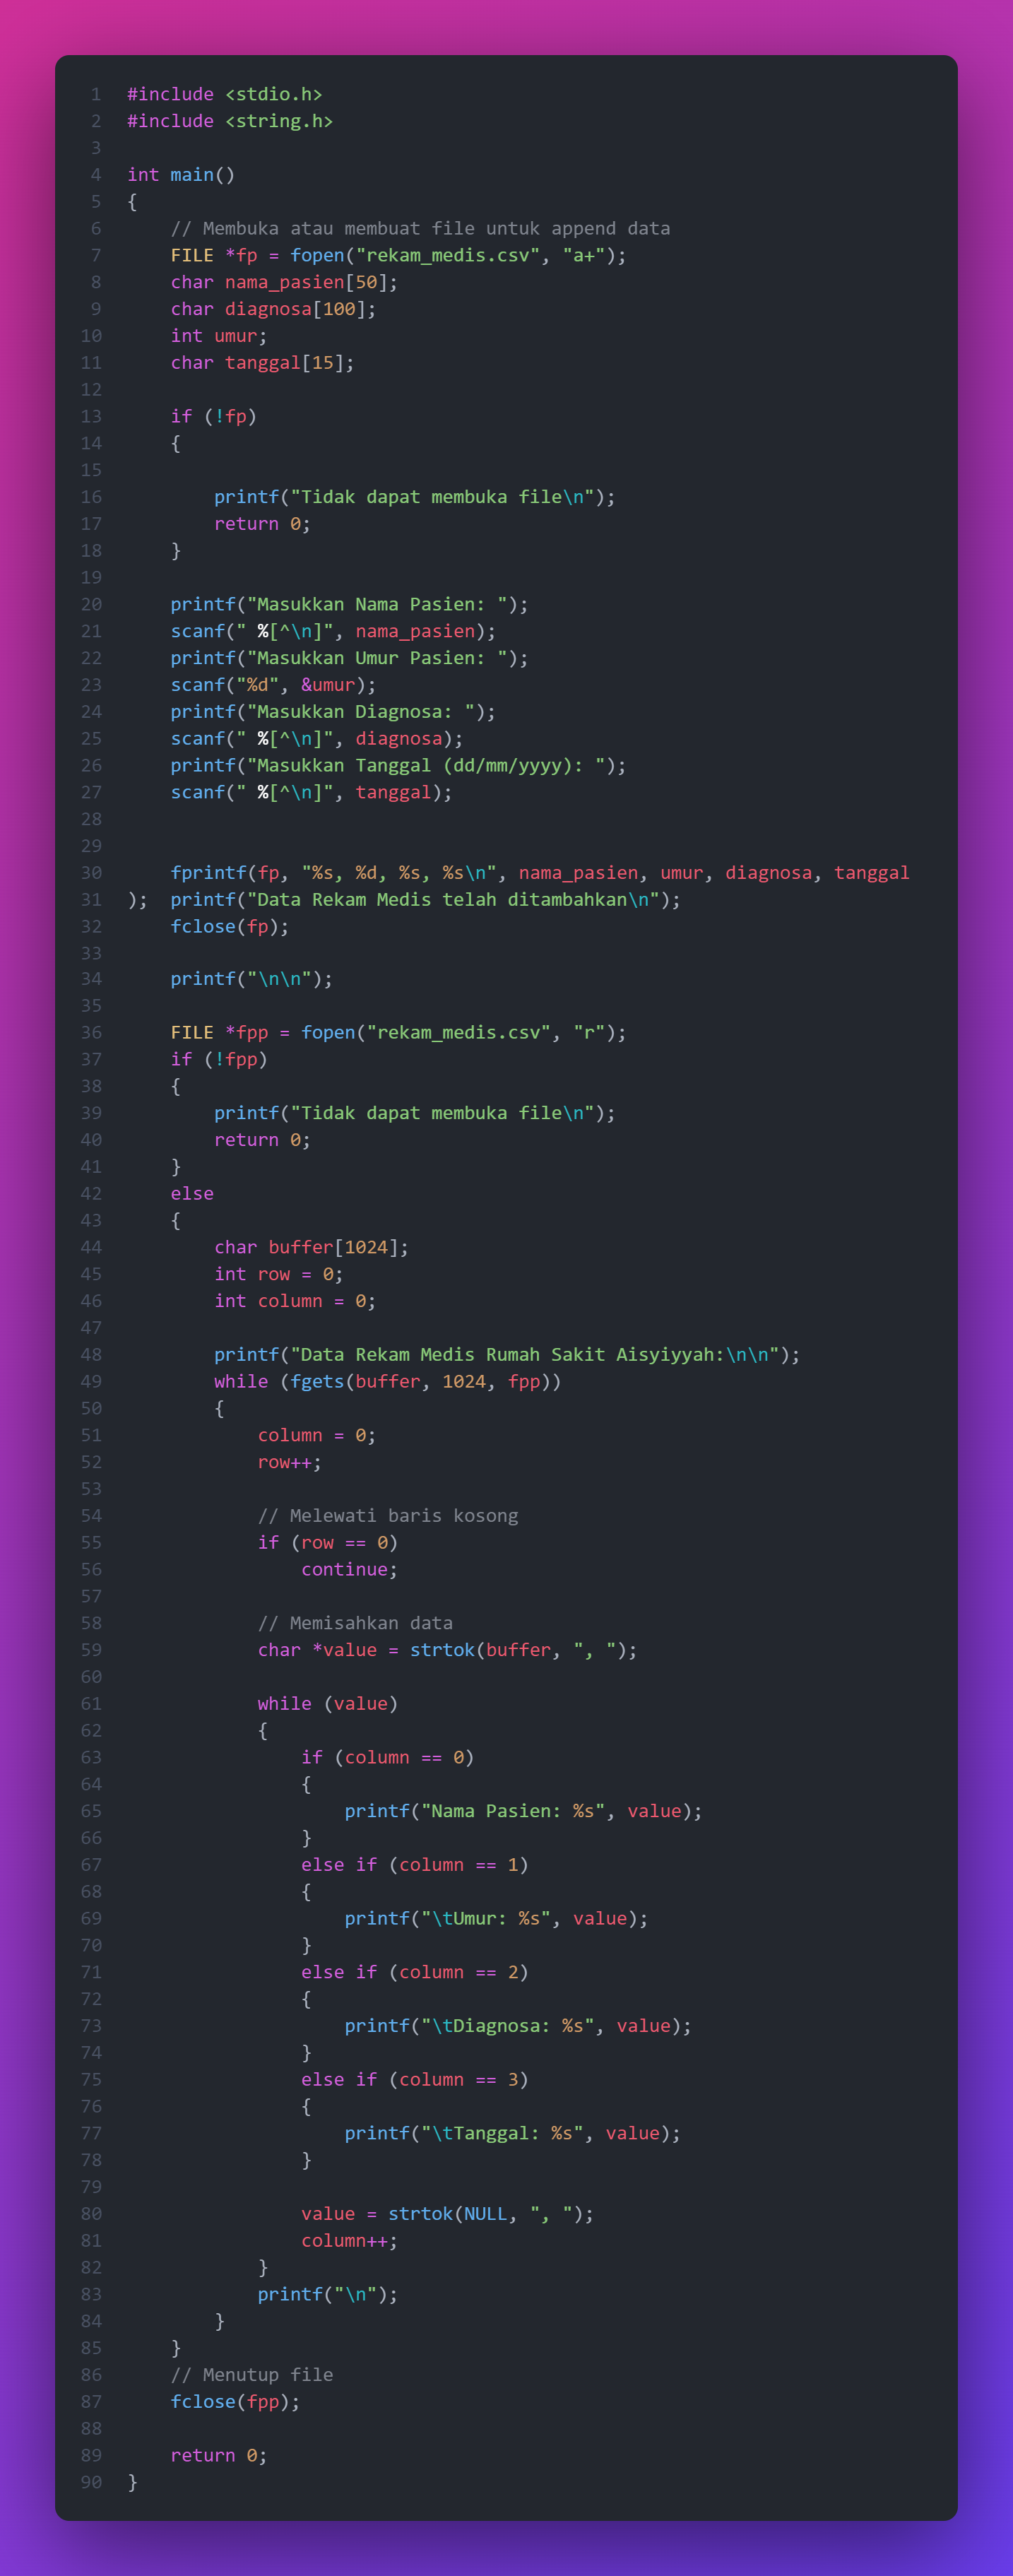 1 #include <stdio.h>
2 #include <string.h>
3
4 int main()
5 {
6     // Membuka atau membuat file untuk append data
7     FILE *fp = fopen("rekam_medis.csv", "a+");
8     char nama_pasien[50];
9     char diagnosa[100];
10     int umur;
11     char tanggal[15];
12
13     if (!fp)
14     {
15
16         printf("Tidak dapat membuka file\n");
17         return 0;
18     }
19
20     printf("Masukkan Nama Pasien: ");
21     scanf(" %[^\n]", nama_pasien);
22     printf("Masukkan Umur Pasien: ");
23     scanf("%d", &umur);
24     printf("Masukkan Diagnosa: ");
25     scanf(" %[^\n]", diagnosa);
26     printf("Masukkan Tanggal (dd/mm/yyyy): ");
27     scanf(" %[^\n]", tanggal);
28
29
30     fprintf(fp, "%s, %d, %s, %s\n", nama_pasien, umur, diagnosa, tanggal
31 );  printf("Data Rekam Medis telah ditambahkan\n");
32     fclose(fp);
33
34     printf("\n\n");
35
36     FILE *fpp = fopen("rekam_medis.csv", "r");
37     if (!fpp)
38     {
39         printf("Tidak dapat membuka file\n");
40         return 0;
41     }
42     else
43     {
44         char buffer[1024];
45         int row = 0;
46         int column = 0;
47
48         printf("Data Rekam Medis Rumah Sakit Aisyiyyah:\n\n");
49         while (fgets(buffer, 1024, fpp))
50         {
51             column = 0;
52             row++;
53
54             // Melewati baris kosong
55             if (row == 0)
56                 continue;
57
58             // Memisahkan data
59             char *value = strtok(buffer, ", ");
60
61             while (value)
62             {
63                 if (column == 0)
64                 {
65                     printf("Nama Pasien: %s", value);
66                 }
67                 else if (column == 1)
68                 {
69                     printf("\tUmur: %s", value);
70                 }
71                 else if (column == 2)
72                 {
73                     printf("\tDiagnosa: %s", value);
74                 }
75                 else if (column == 3)
76                 {
77                     printf("\tTanggal: %s", value);
78                 }
79
80                 value = strtok(NULL, ", ");
81                 column++;
82             }
83             printf("\n");
84         }
85     }
86     // Menutup file
87     fclose(fpp);
88
89     return 0;
90 }